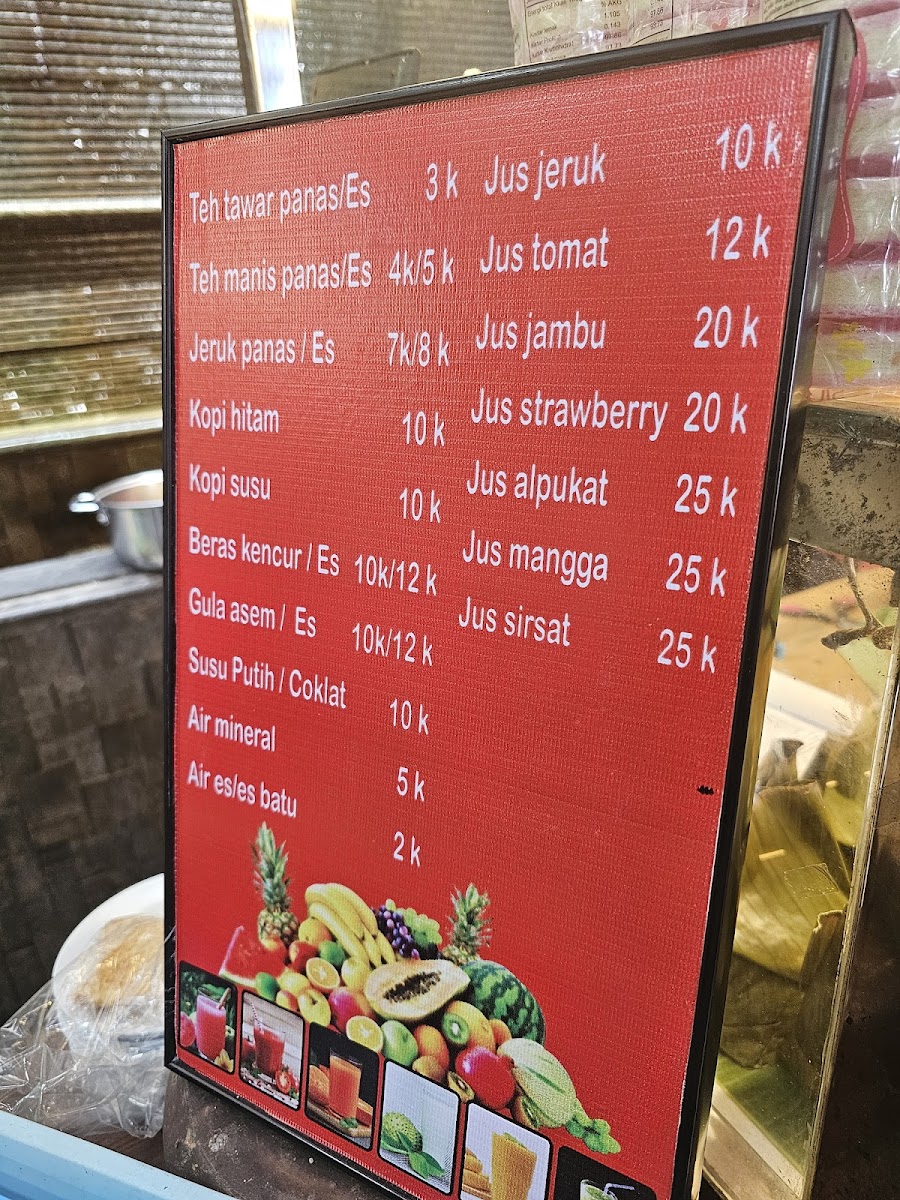 Teh tawar panas/Es 3 k
Teh manis panas/Es 4k/5 k
Jeruk panas / Es 7k/8 k
Kopi hitam 10 k
Kopi susu 10 k
Beras kencur / Es 10k/12 k
Gula asem / Es 10k/12 k
Susu Putih / Coklat 10 k
Air mineral 5 k
Air es/es batu 2 k
Jus jeruk 10 k
Jus tomat 12 k
Jus jambu 20 k
Jus strawberry 20 k
Jus alpukat 25 k
Jus mangga 25 k
Jus sirsat 25 k